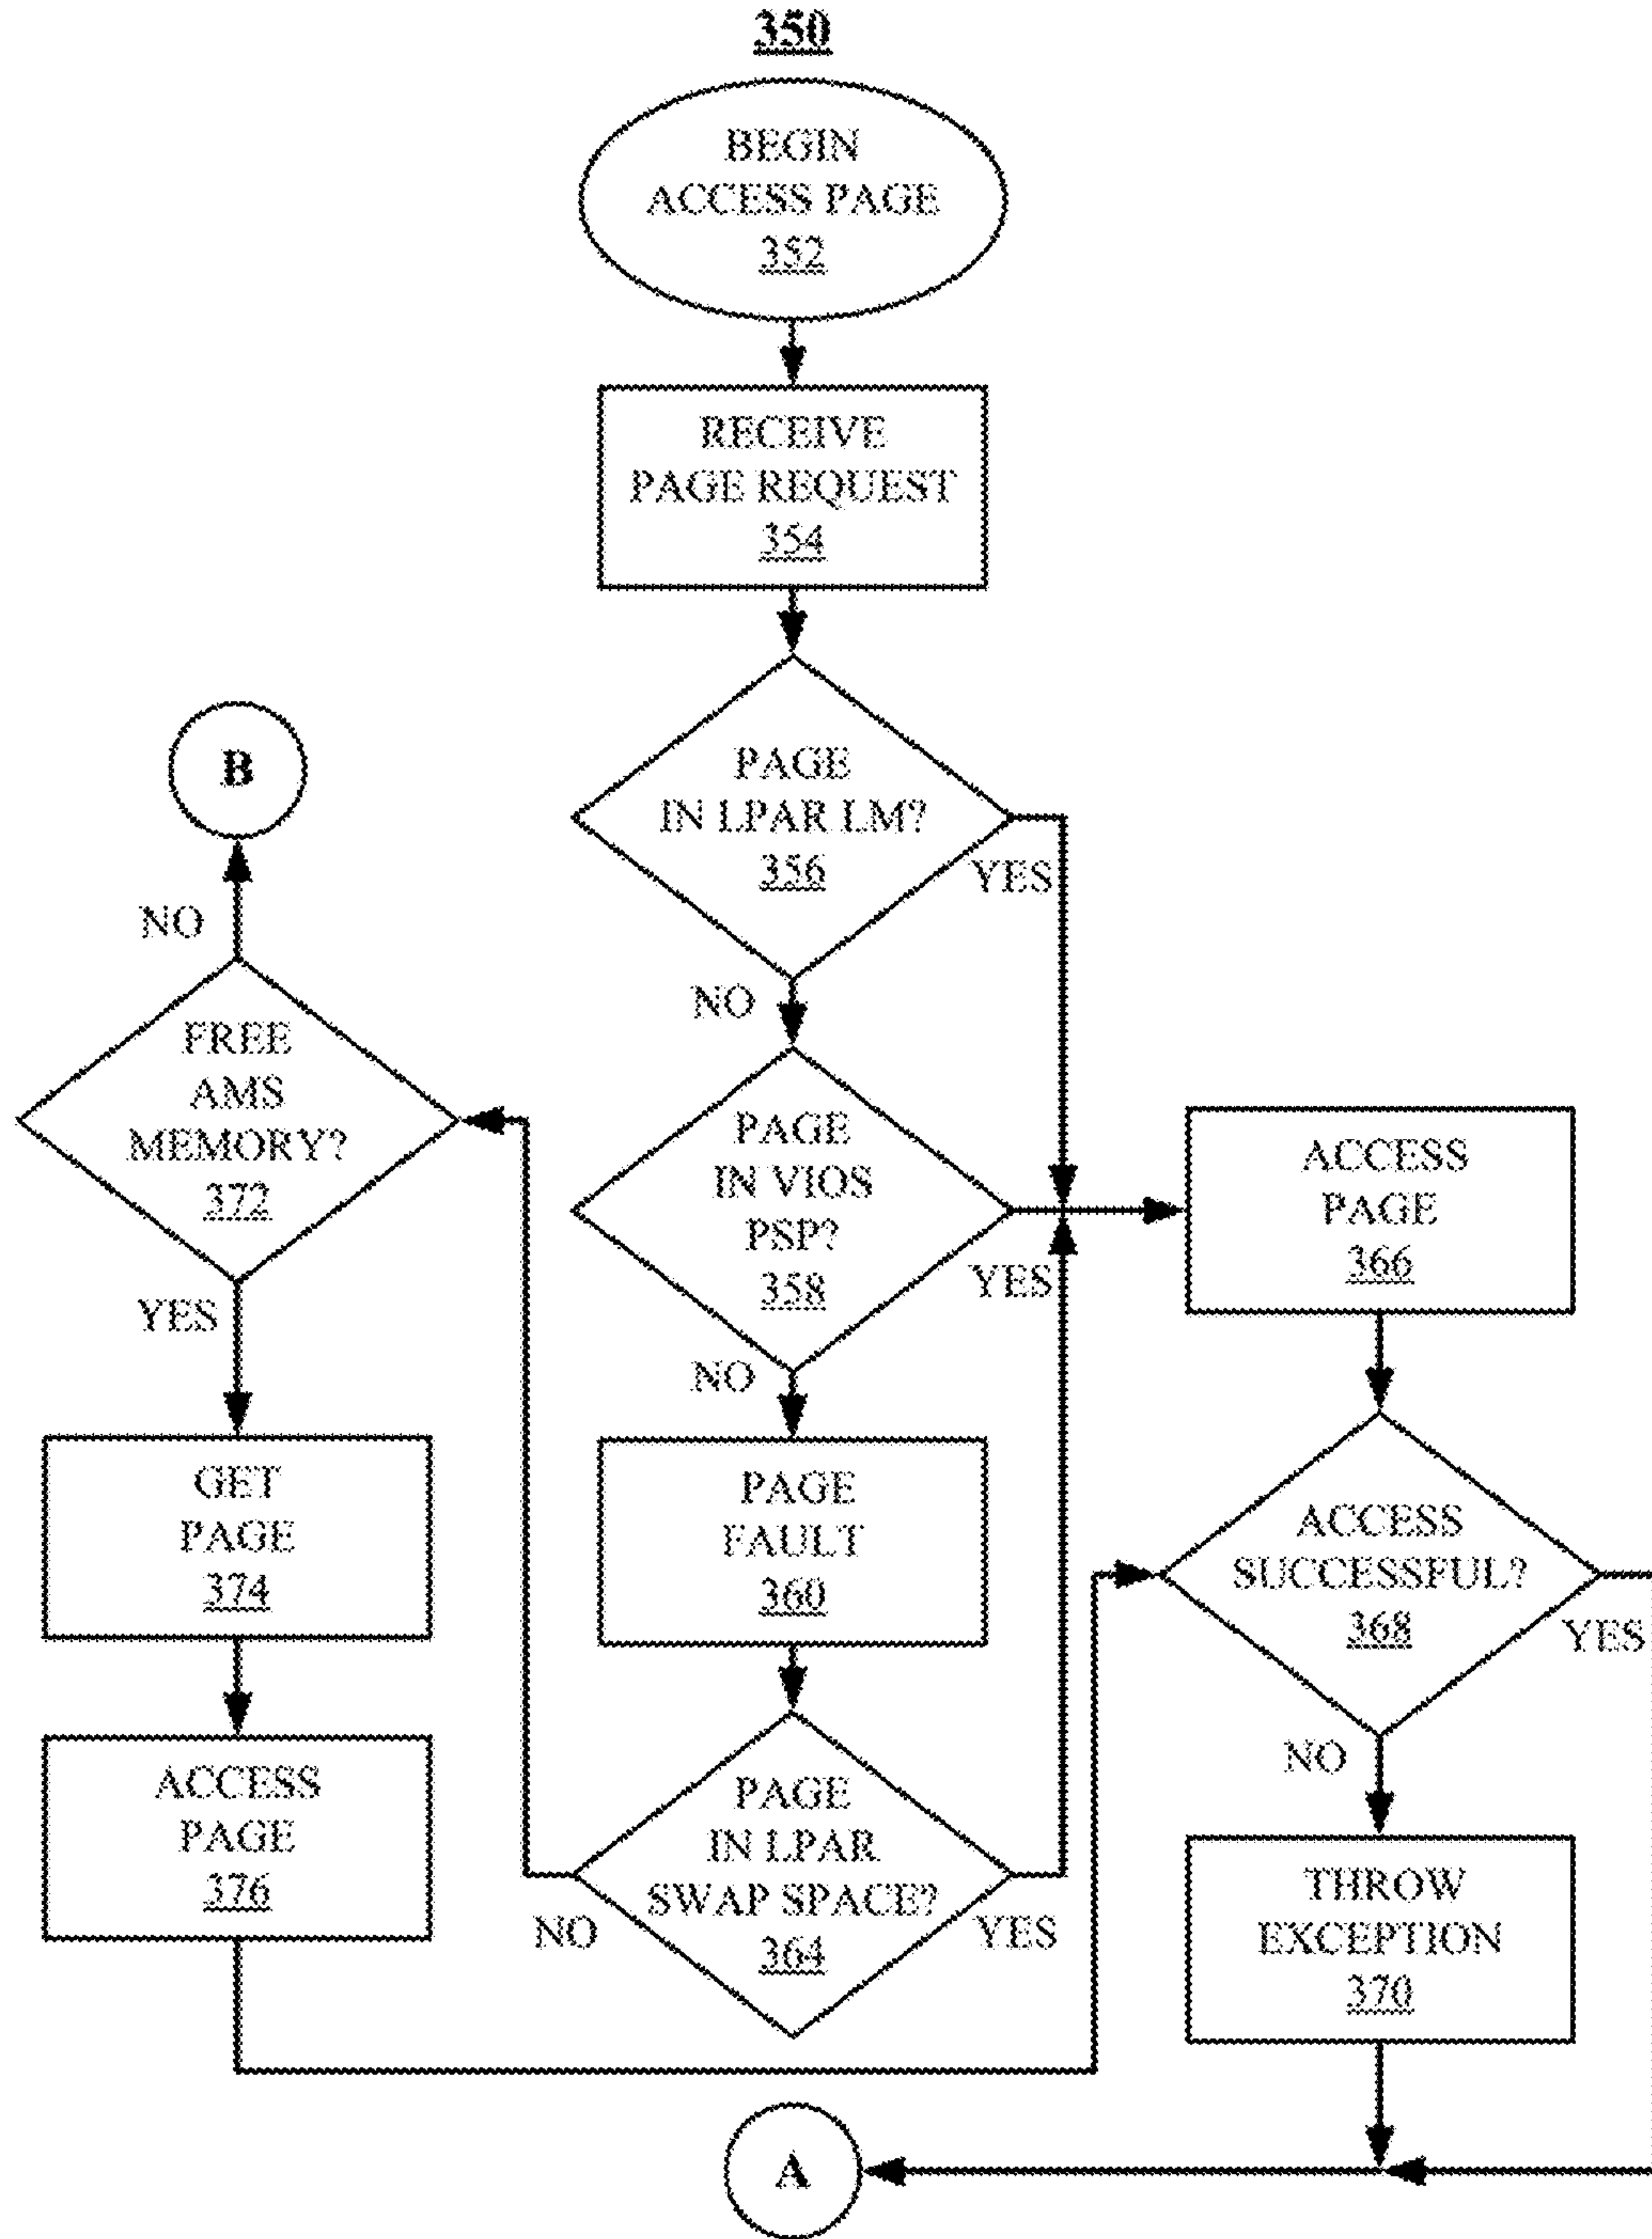 350
BEGIN
ACCESS PAGE
352
RECEIVE
PAGE REQUEST
354
PAGE
IN LPAR LM?
356
YES
NO
B
NO
FREE
AMS
MEMORY?
372
YES
PAGE
IN VIOS
PSP?
358
YES
NO
ACCESS
PAGE
366
GET
PAGE
374
PAGE
FAULT
360
ACCESS
SUCCESSFUL?
368
YES
NO
ACCESS
PAGE
376
PAGE
IN LPAR
SWAP SPACE?
364
NO
YES
THROW
EXCEPTION
370
A